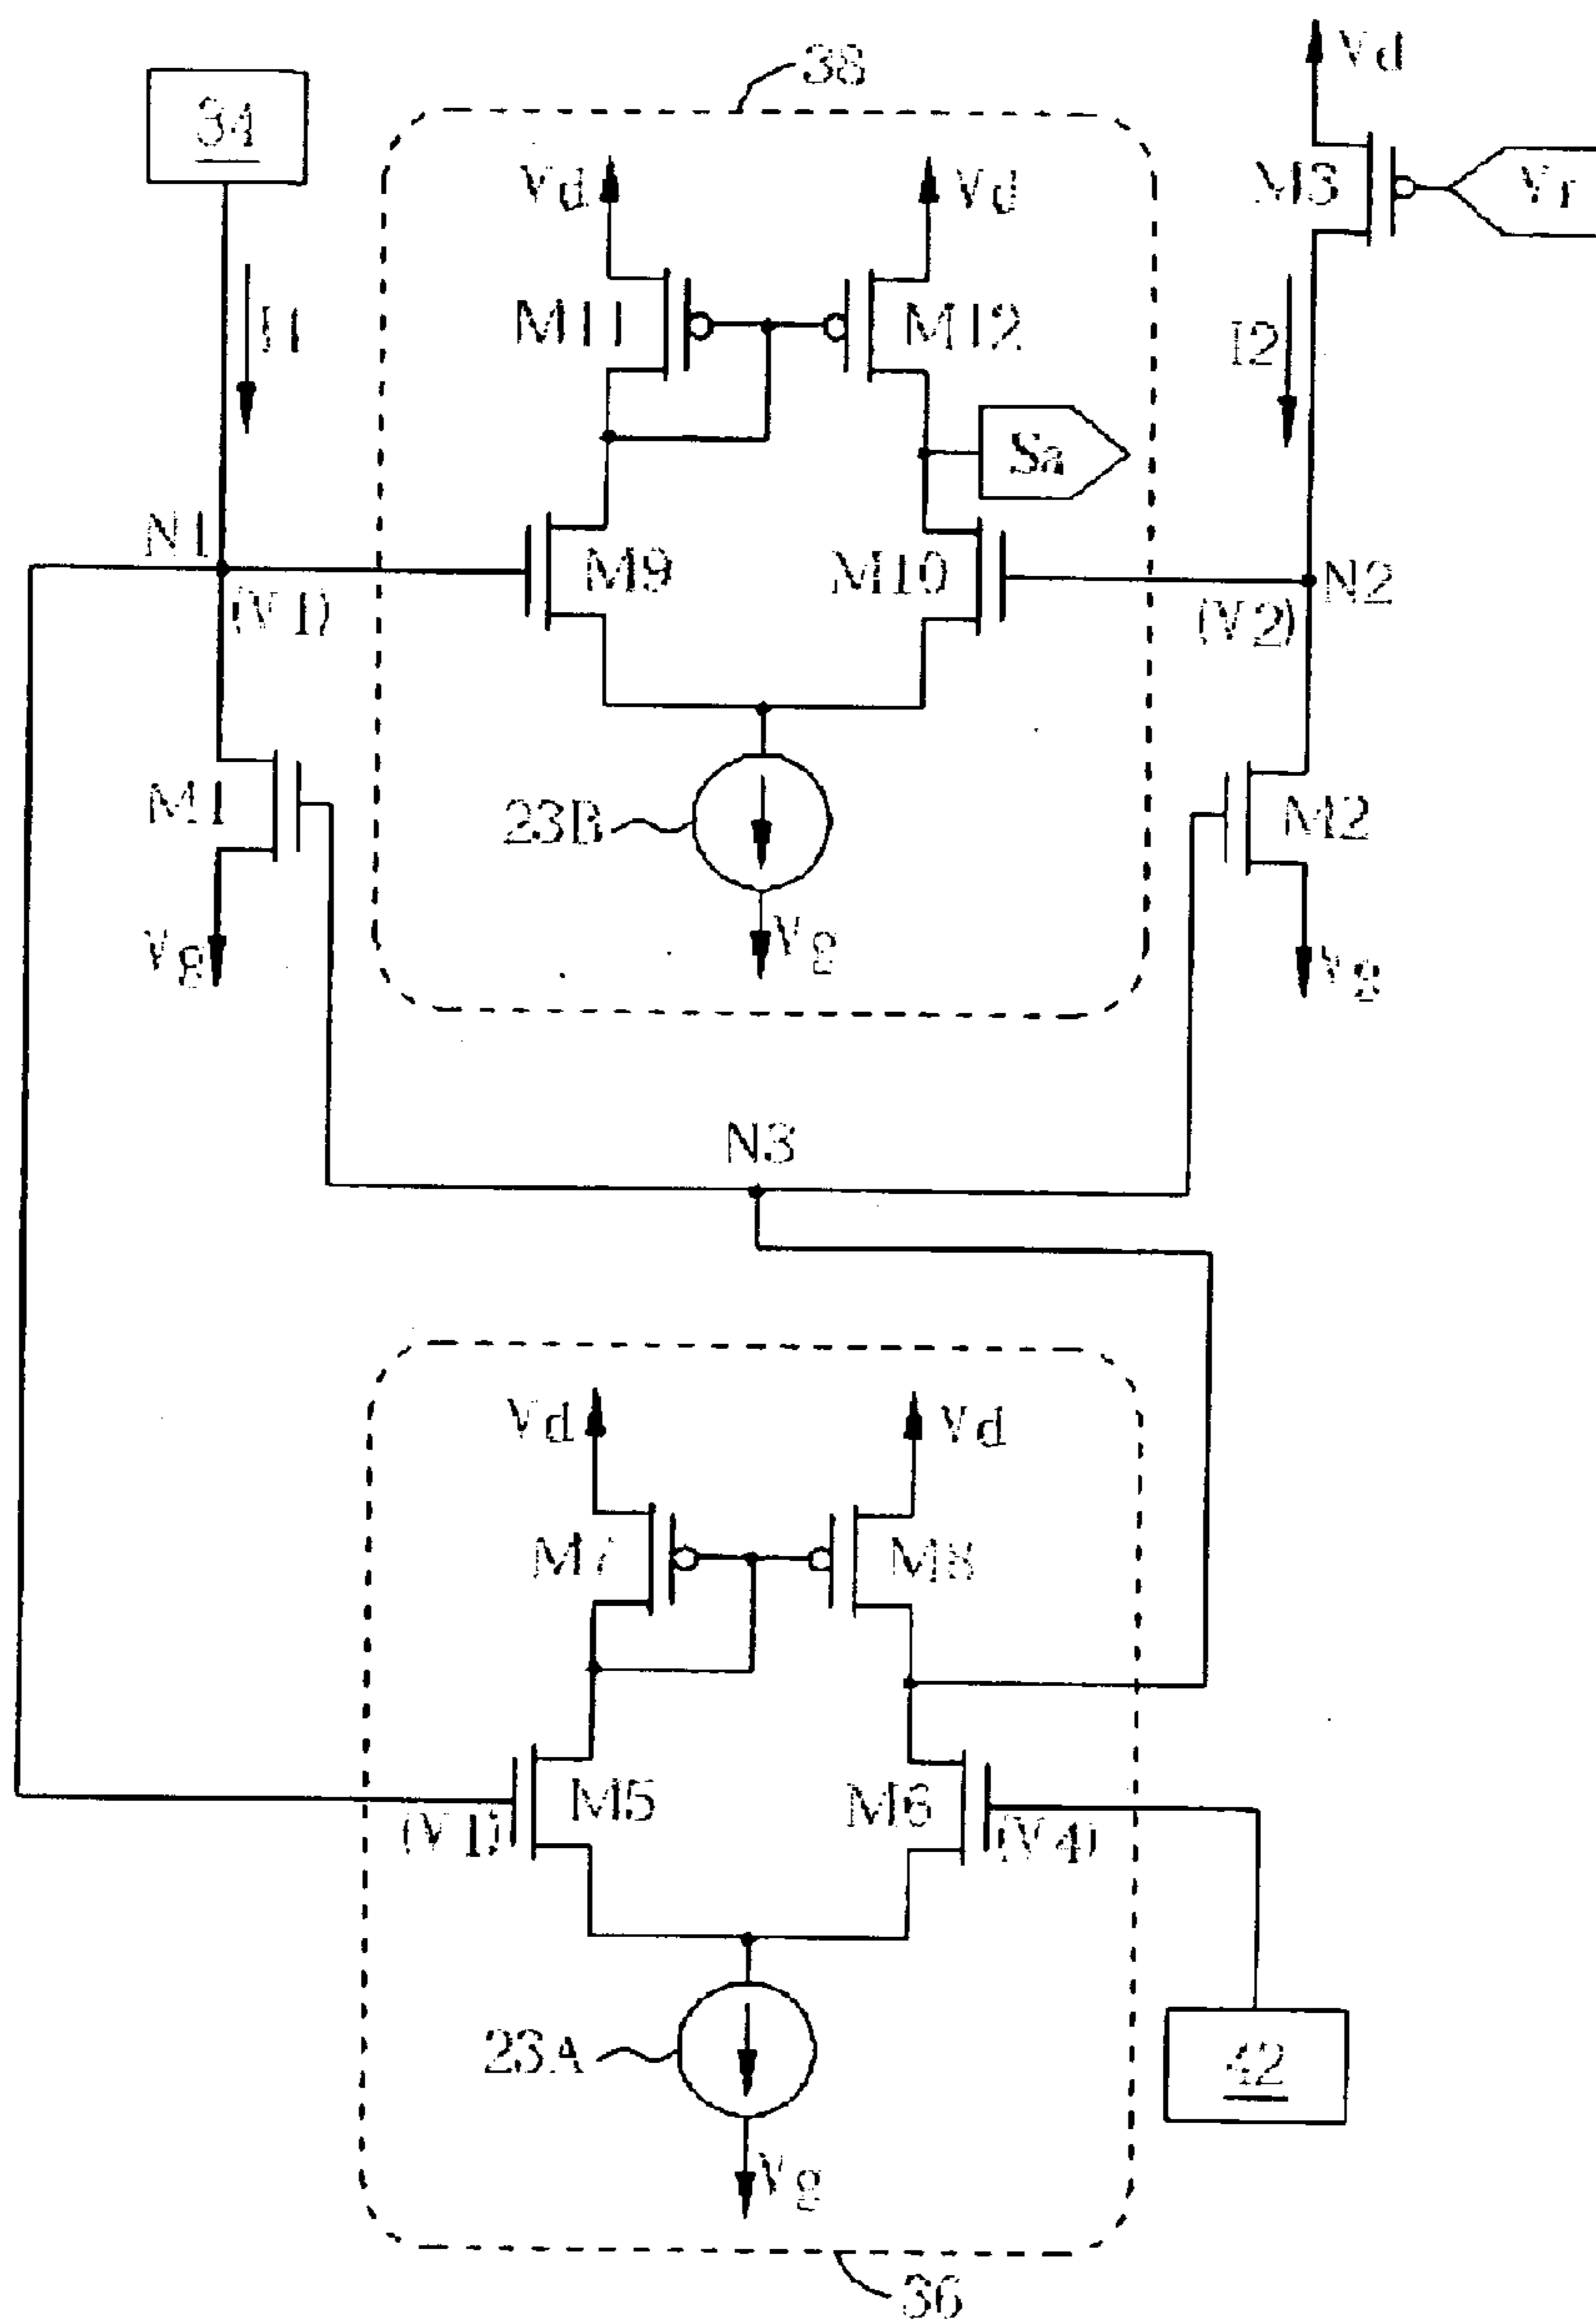 38
Vd
34
Vd
Vd
M3
Vr
M11
M12
I1
I2
Sa
N1
M9
M10
N2
(V1)
(V2)
M1
23B
M2
Vg
Vg
Vg
N3
Vd
Vd
M7
M8
M5
M6
(V1)
(V4)
23A
42
Vg
36